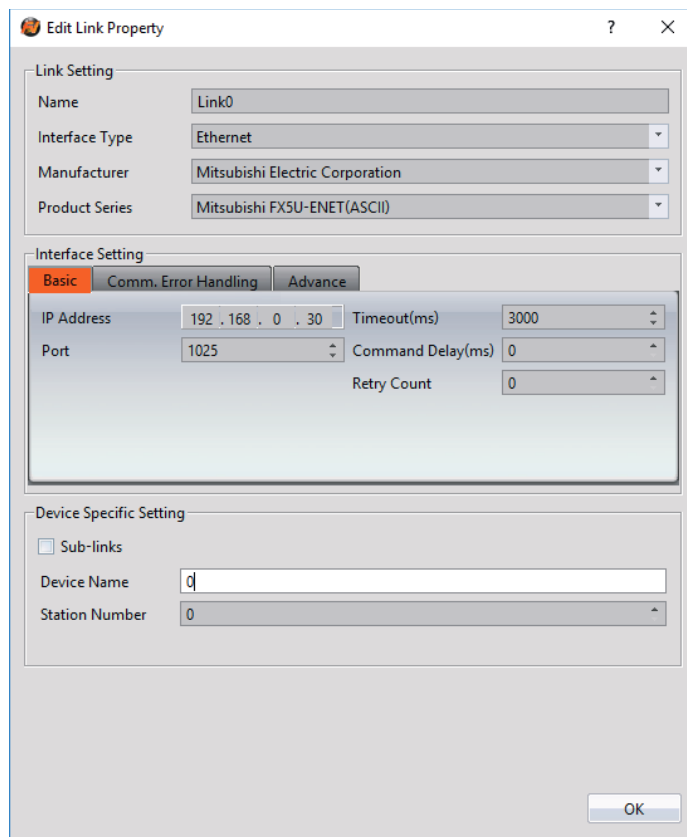 Edit Link Property
Link Setting
Name Link0
Interface Type Ethernet
Manufacturer Mitsubishi Electric Corporation
Product Series Mitsubishi FX5U-ENET(ASCII)
Interface Setting
Basic Comm. Error Handling Advance
IP Address 192 . 168 . 0 . 30 Timeout(ms) 3000
Port 1025 Command Delay(ms) 0
Retry Count 0
Device Specific Setting
Sub-links
Device Name 0
Station Number 0
OK